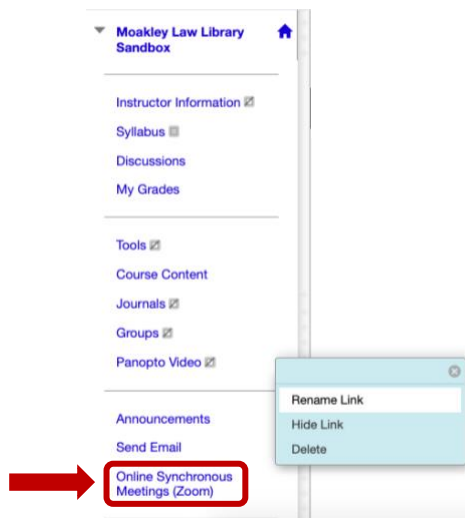 Moakley Law Library
Sandbox
Instructor Information
Syllabus
Discussions
My Grades
Tools
Course Content
Journals
Groups
Panopto Video
Rename Link
Hide Link
Delete
Announcements
Send Email
Online Synchronous
Meetings (Zoom)